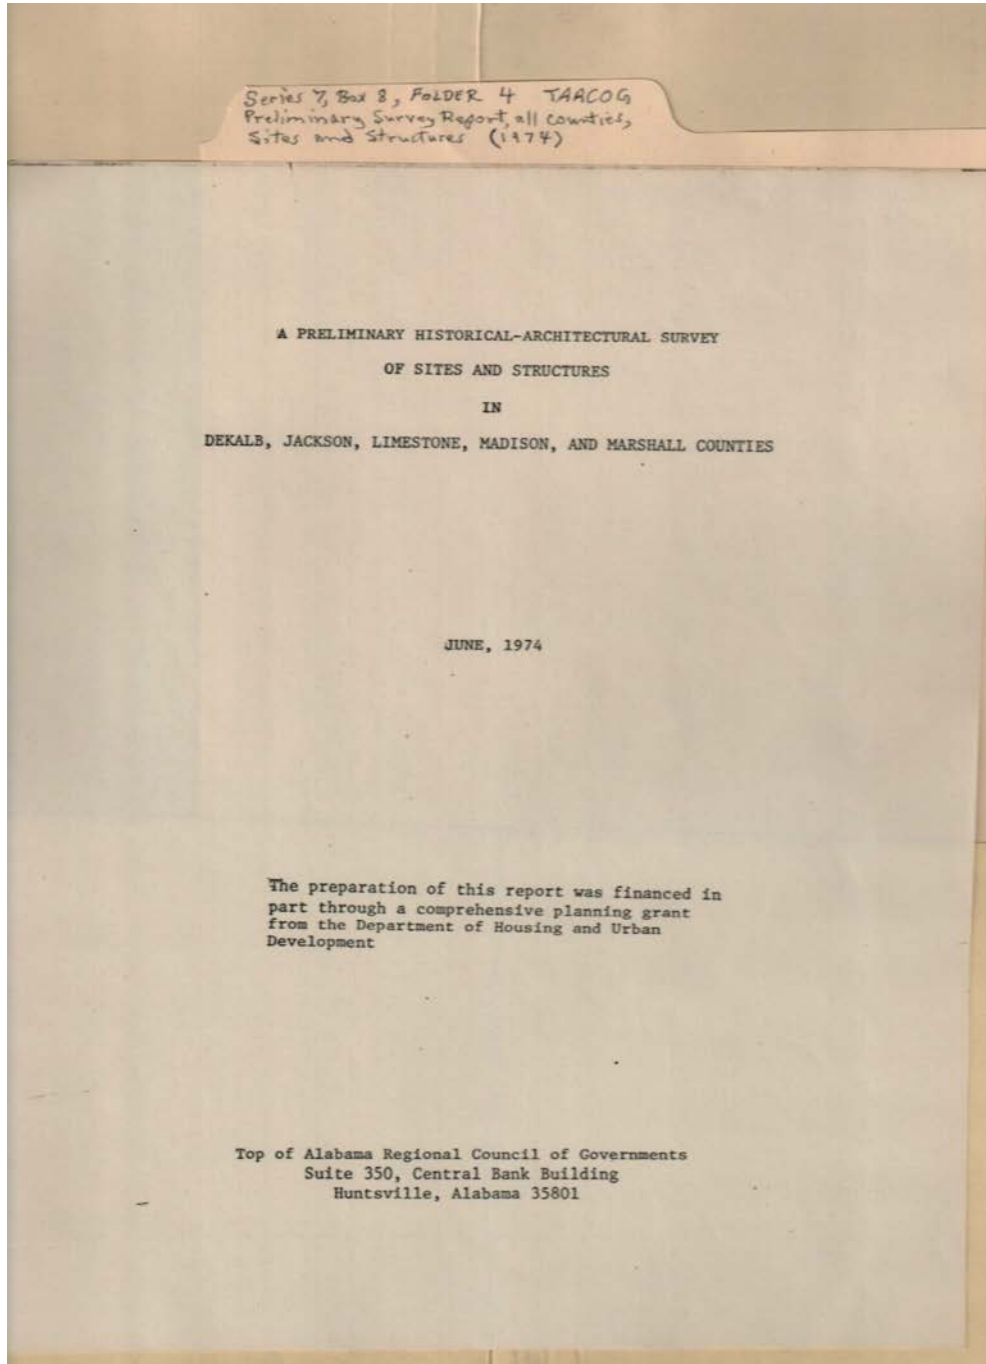 Series 7, Box 8, FOLDER 4 TAACOG
Preliminary Survey Report, all counties,
Sites and Structures (1974)
A PRELIMINARY HISTORICAL-ARCHITECTURAL SURVEY
OF SITES AND STRUCTURES
IN
DEKALB, JACKSON, LIMESTONE, MADISON, AND MARSHALL COUNTIES
JUNE, 1974
The preparation of this report was financed in
part through a comprehensive planning grant
from the Department of Housing and Urban
Development
Top of Alabama Regional Council of Governments
Suite 350, Central Bank Building
Huntsville, Alabama 35801